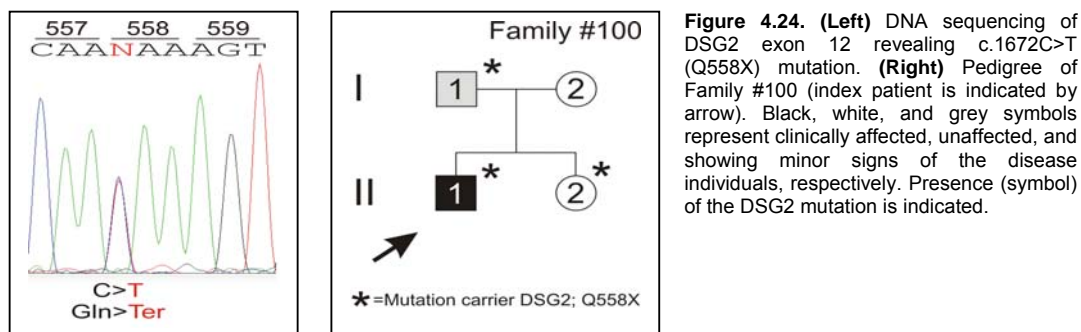 557 558 559
CAANAAAGT
C>T
Gln>Ter
Family #100
I
1 * 2
II
1 * 2 *
*=Mutation carrier DSG2; Q558X
Figure 4.24. (Left) DNA sequencing of
DSG2 exon 12 revealing c.1672C>T
(Q558X) mutation. (Right) Pedigree of
Family #100 (index patient is indicated by
arrow). Black, white, and grey symbols
represent clinically affected, unaffected, and
showing minor signs of the disease
individuals, respectively. Presence (symbol)
of the DSG2 mutation is indicated.